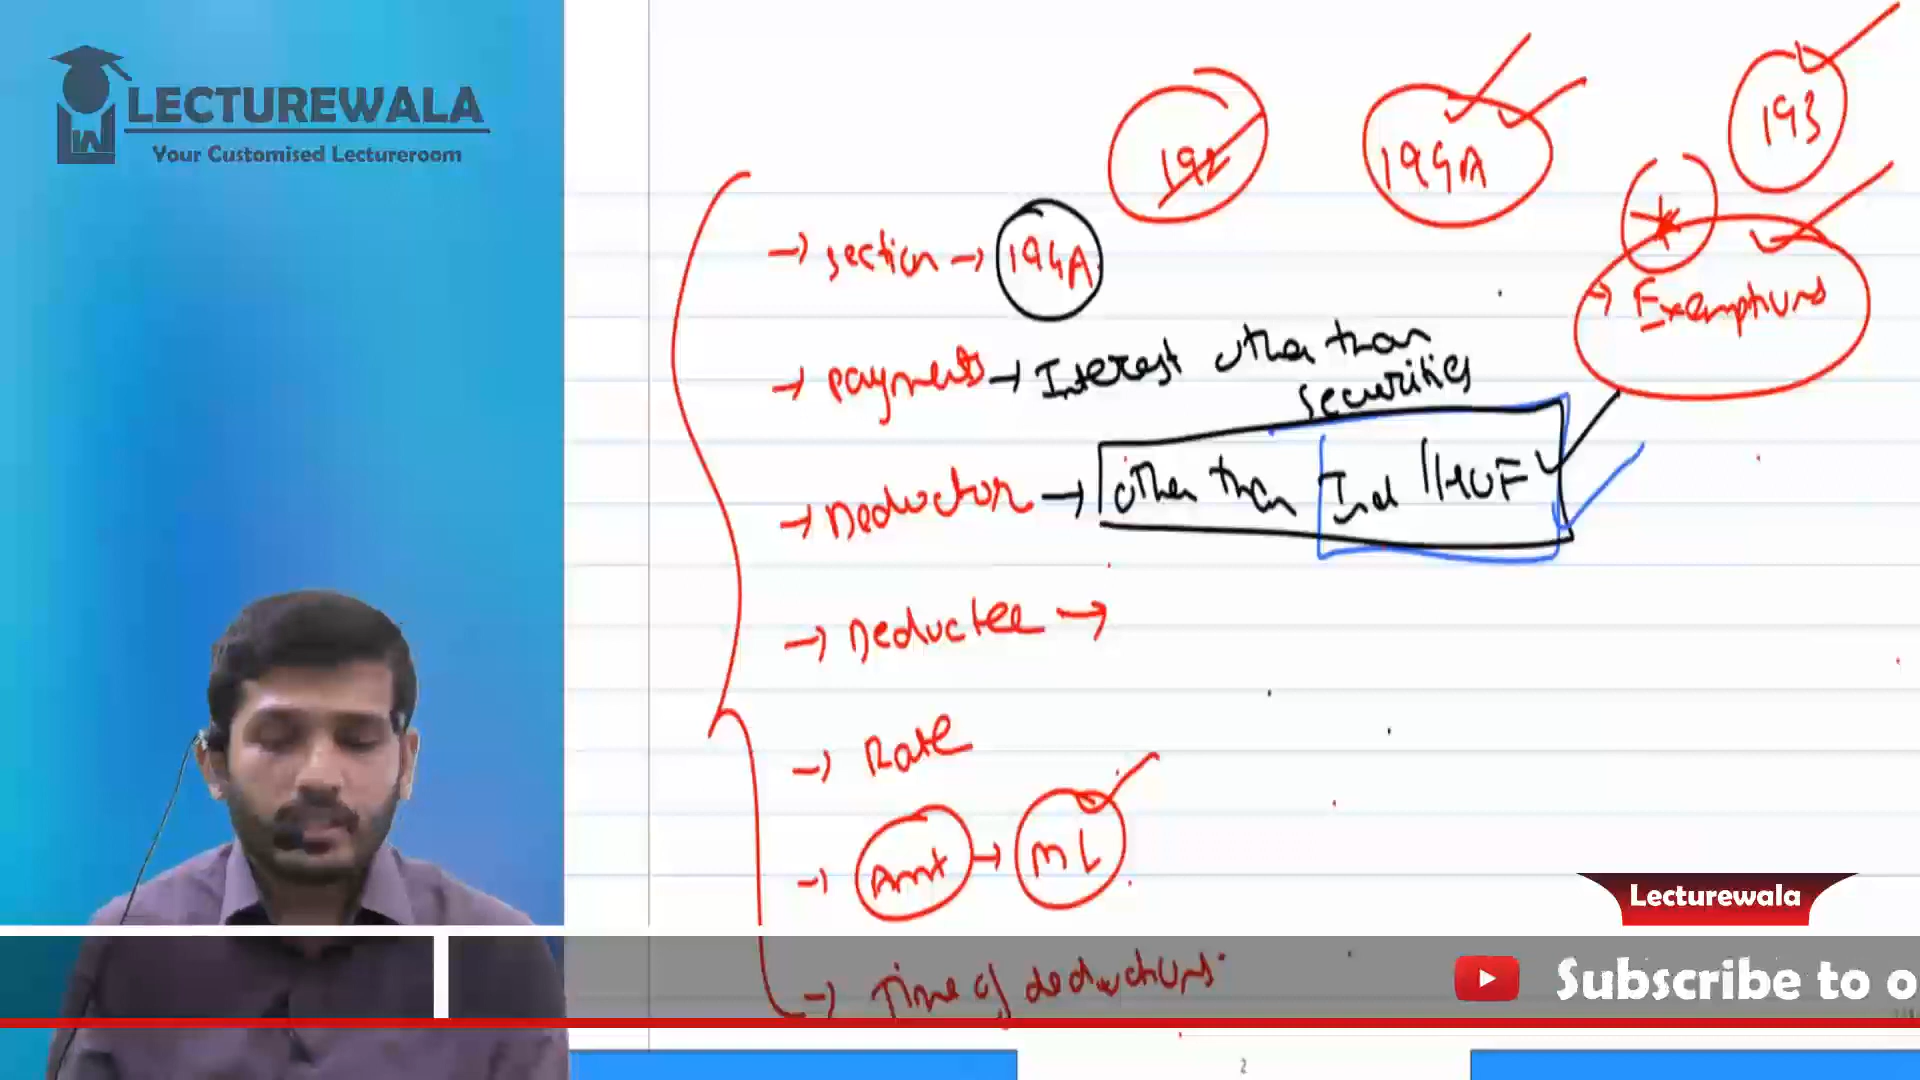 LECTUREWALA
Your Customised Lectureroom
192
194A
193
→ section → 194A
→ Exemptions
→ payments → Interest other than securities
→ Deductor → other than Ind / HUF
→ Deductee →
→ Rate
→ Amt → ML
→ Time of deductions
Lecturewala
Subscribe to o
2